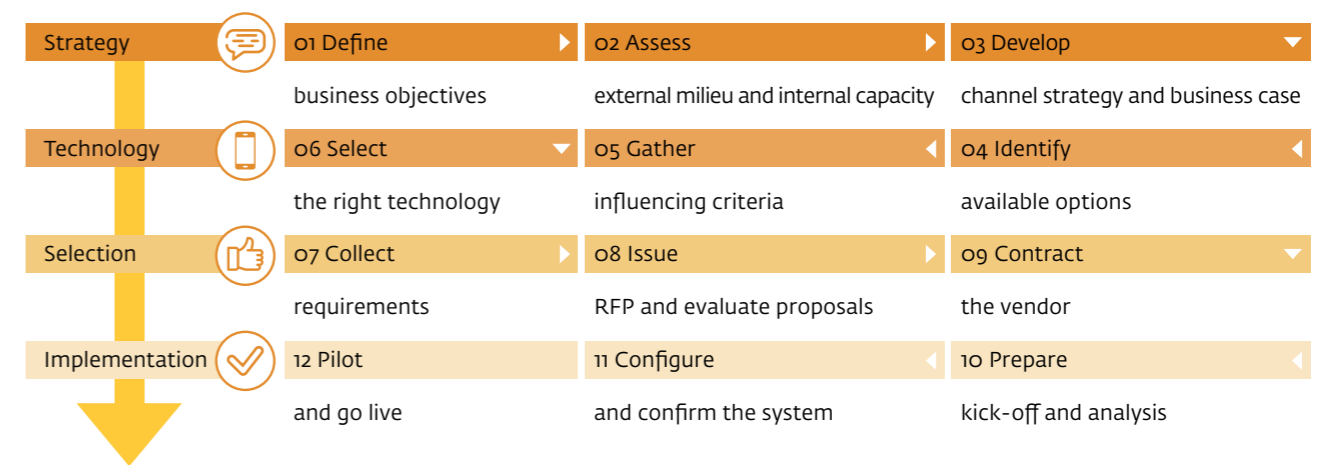 Strategy
01 Define
02 Assess
03 Develop
business objectives
external milieu and internal capacity
channel strategy and business case
Technology
06 Select
05 Gather
04 Identify
the right technology
influencing criteria
available options
Selection
07 Collect
08 Issue
09 Contract
requirements
RFP and evaluate proposals
the vendor
Implementation
12 Pilot
11 Configure
10 Prepare
and go live
and confirm the system
kick-off and analysis